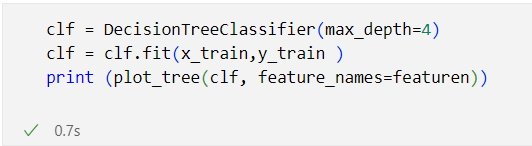 clf = DecisionTreeClassifier(max_depth=4)
clf = clf.fit(x_train,y_train )
print (plot_tree(clf, feature_names=featuren))
✓ 0.7s